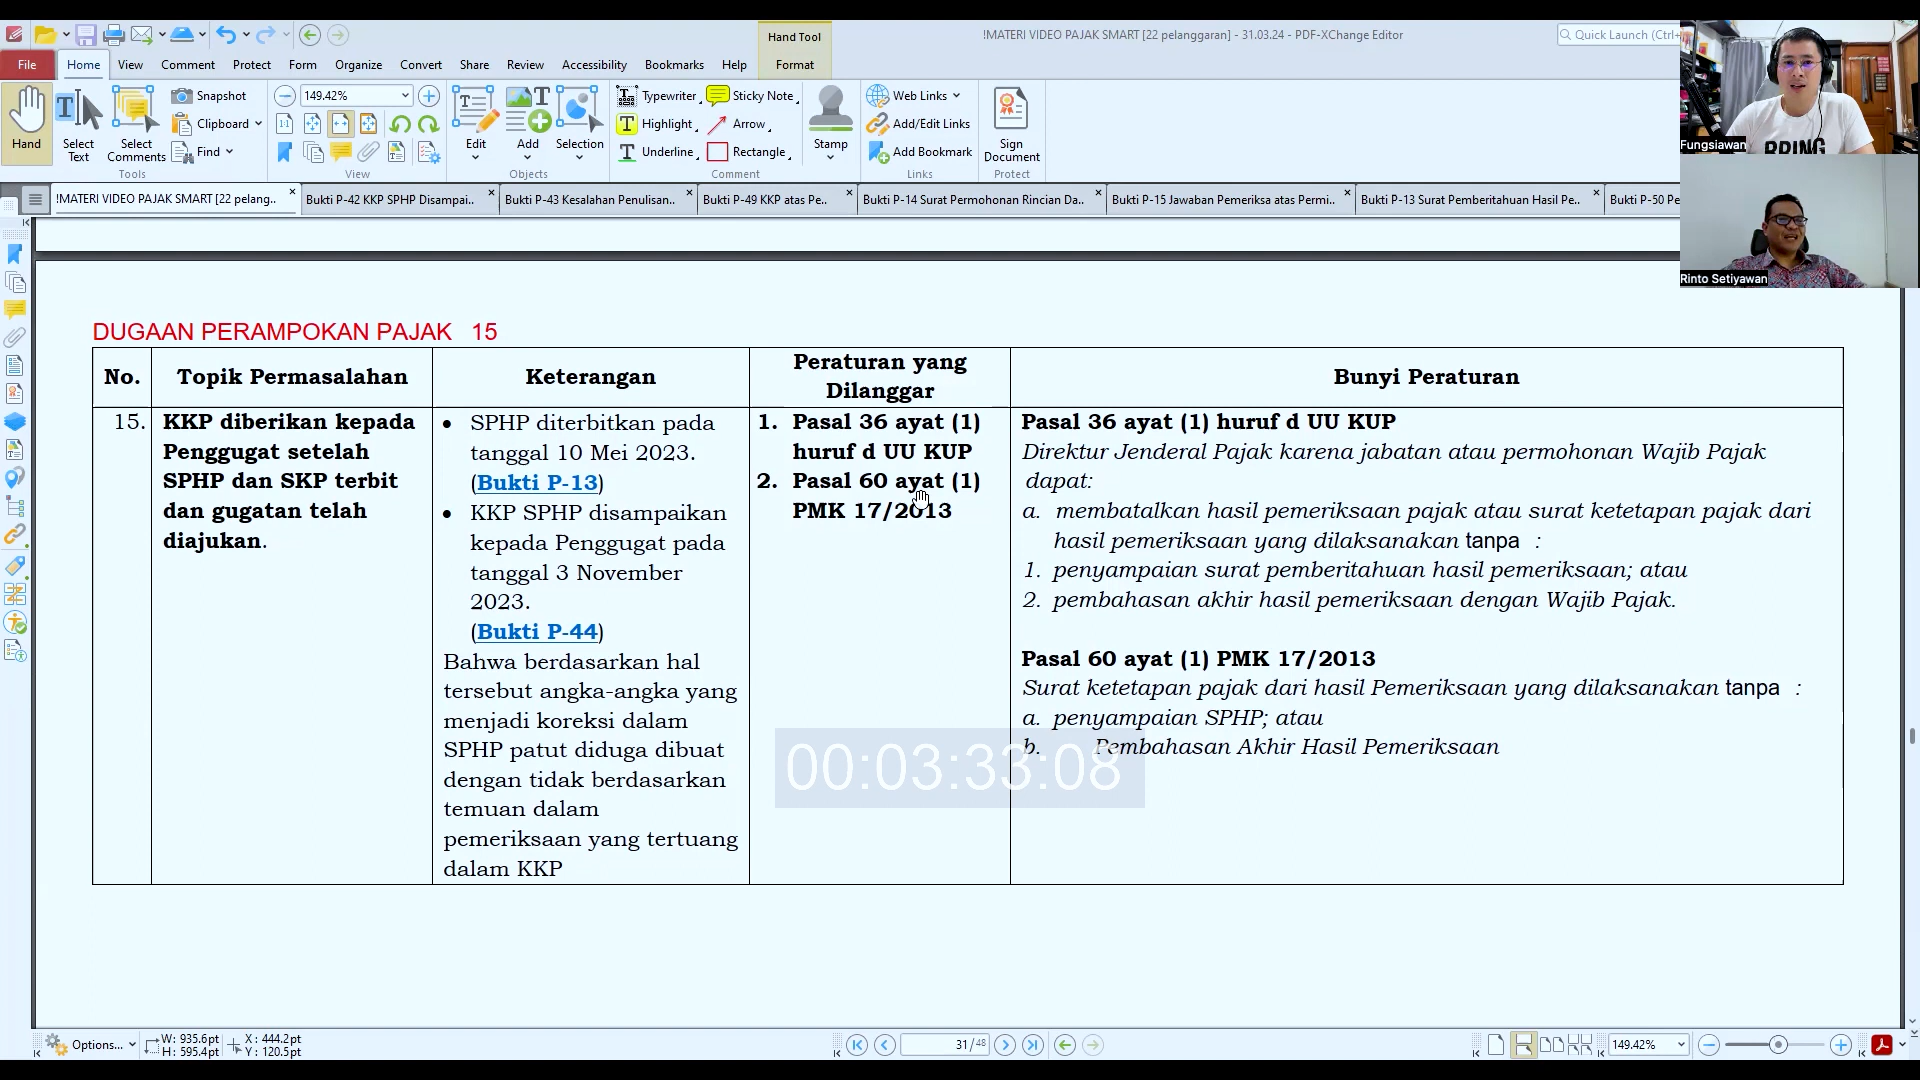 Hand Tool
!MATERI VIDEO PAJAK SMART [22 pelanggaran] - 31.03.24 - PDF-XChange Editor
Quick Launch (Ctrl+
File
Home
View
Comment
Protect
Form
Organize
Convert
Share
Review
Accessibility
Bookmarks
Help
Format
Hand
Select Text
Select Comments
Snapshot
Clipboard
Find
Tools
149.42%
View
Edit
Add
Selection
Objects
Typewriter
Highlight
Underline
Sticky Note
Arrow
Rectangle
Stamp
Comment
Web Links
Add/Edit Links
Add Bookmark
Links
Sign Document
Protect
Fungsiawan
BRING
Rinto Setiyawan
!MATERI VIDEO PAJAK SMART [22 pelang..
Bukti P-42 KKP SPHP Disampai..
Bukti P-43 Kesalahan Penulisan..
Bukti P-49 KKP atas Pe..
Bukti P-14 Surat Permohonan Rincian Da..
Bukti P-15 Jawaban Pemeriksa atas Permi..
Bukti P-13 Surat Pemberitahuan Hasil Pe..
Bukti P-50 Pe
DUGAAN PERAMPOKAN PAJAK 15
No.
Topik Permasalahan
Keterangan
Peraturan yang
Dilanggar
Bunyi Peraturan
15.
KKP diberikan kepada
Penggugat setelah
SPHP dan SKP terbit
dan gugatan telah
diajukan.
• SPHP diterbitkan pada
tanggal 10 Mei 2023.
(Bukti P-13)
• KKP SPHP disampaikan
kepada Penggugat pada
tanggal 3 November
2023.
(Bukti P-44)
Bahwa berdasarkan hal
tersebut angka-angka yang
menjadi koreksi dalam
SPHP patut diduga dibuat
dengan tidak berdasarkan
temuan dalam
pemeriksaan yang tertuang
dalam KKP
1. Pasal 36 ayat (1)
huruf d UU KUP
2. Pasal 60 ayat (1)
PMK 17/2013
Pasal 36 ayat (1) huruf d UU KUP
Direktur Jenderal Pajak karena jabatan atau permohonan Wajib Pajak
dapat:
a. membatalkan hasil pemeriksaan pajak atau surat ketetapan pajak dari
hasil pemeriksaan yang dilaksanakan tanpa :
1. penyampaian surat pemberitahuan hasil pemeriksaan; atau
2. pembahasan akhir hasil pemeriksaan dengan Wajib Pajak.
Pasal 60 ayat (1) PMK 17/2013
Surat ketetapan pajak dari hasil Pemeriksaan yang dilaksanakan tanpa :
a. penyampaian SPHP; atau
b. Pembahasan Akhir Hasil Pemeriksaan
00:03:33:08
Options...
W: 935.6pt
H: 595.4pt
X: 444.2pt
Y: 120.5pt
31 / 48
149.42%